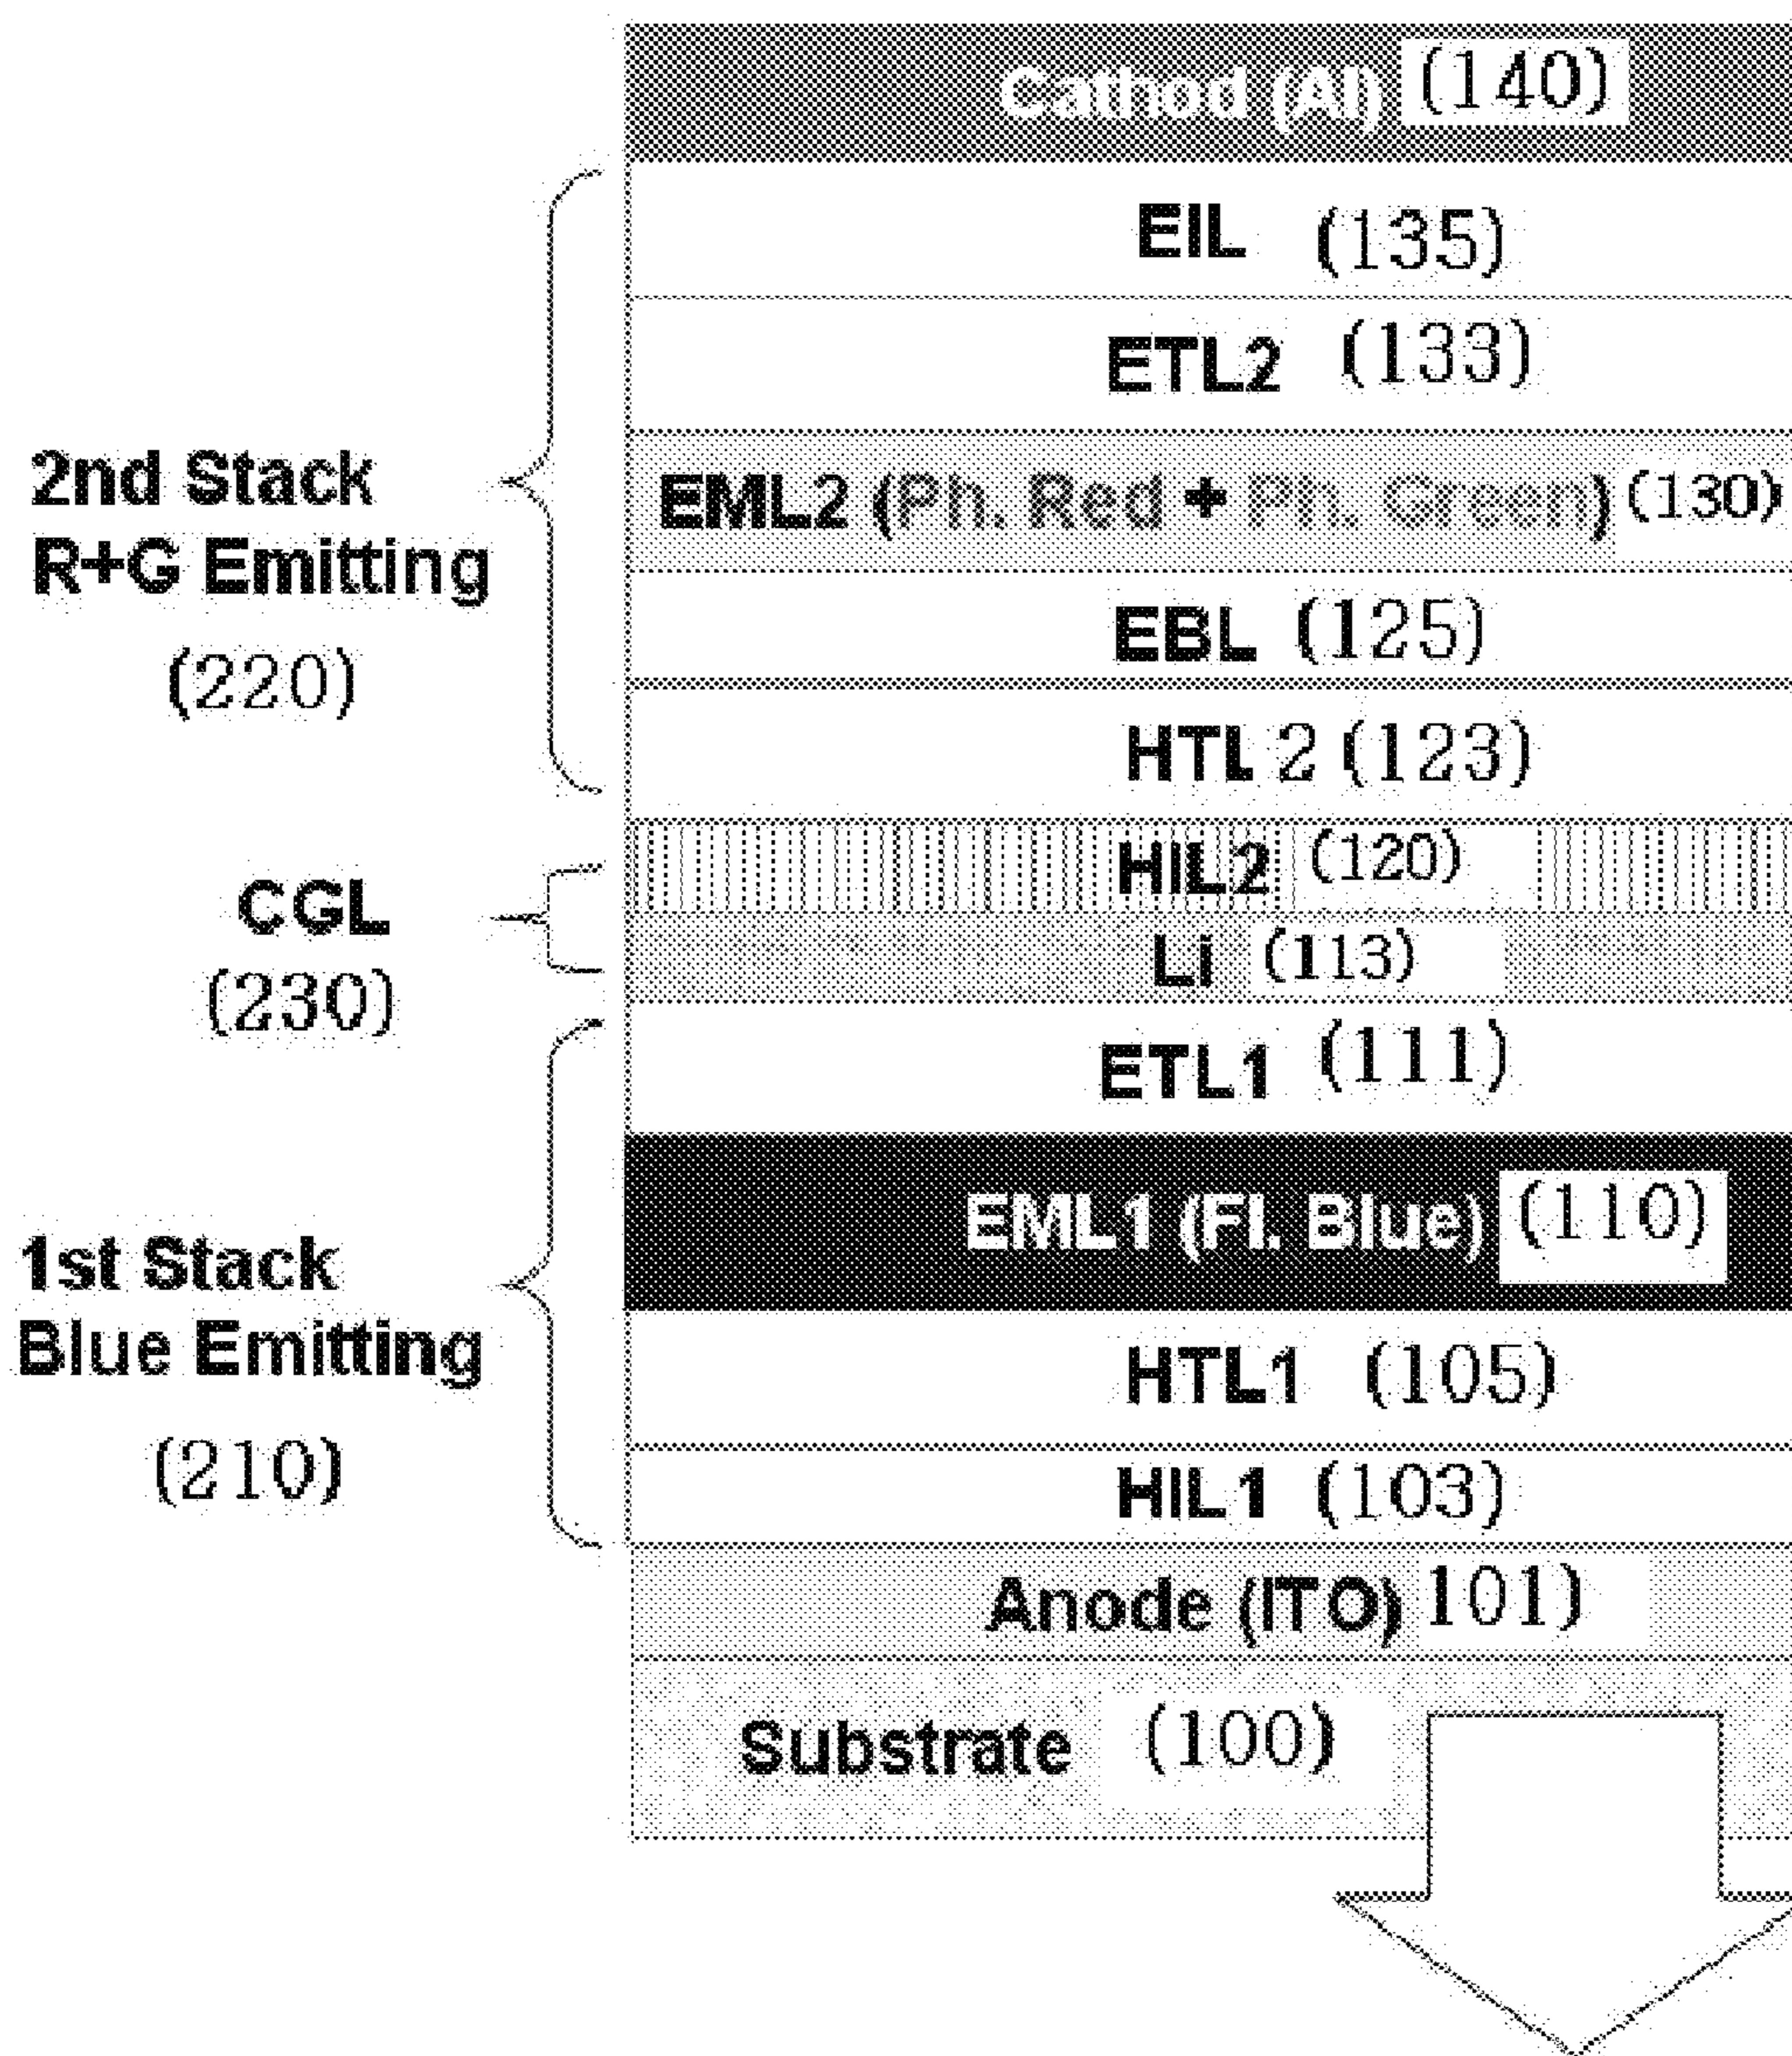 Cathod (Al) (140)
EIL (135)
ETL2 (133)
EML2 (Ph. Red + Ph. Green) (130)
EBL (125)
HTL 2 (123)
2nd Stack
R+G Emitting
(220)
HIL2 (120)
Li (113)
CGL
(230)
ETL1 (111)
EML1 (Fl. Blue) (110)
HTL1 (105)
HIL1 (103)
1st Stack
Blue Emitting
(210)
Anode (ITO) 101)
Substrate (100)